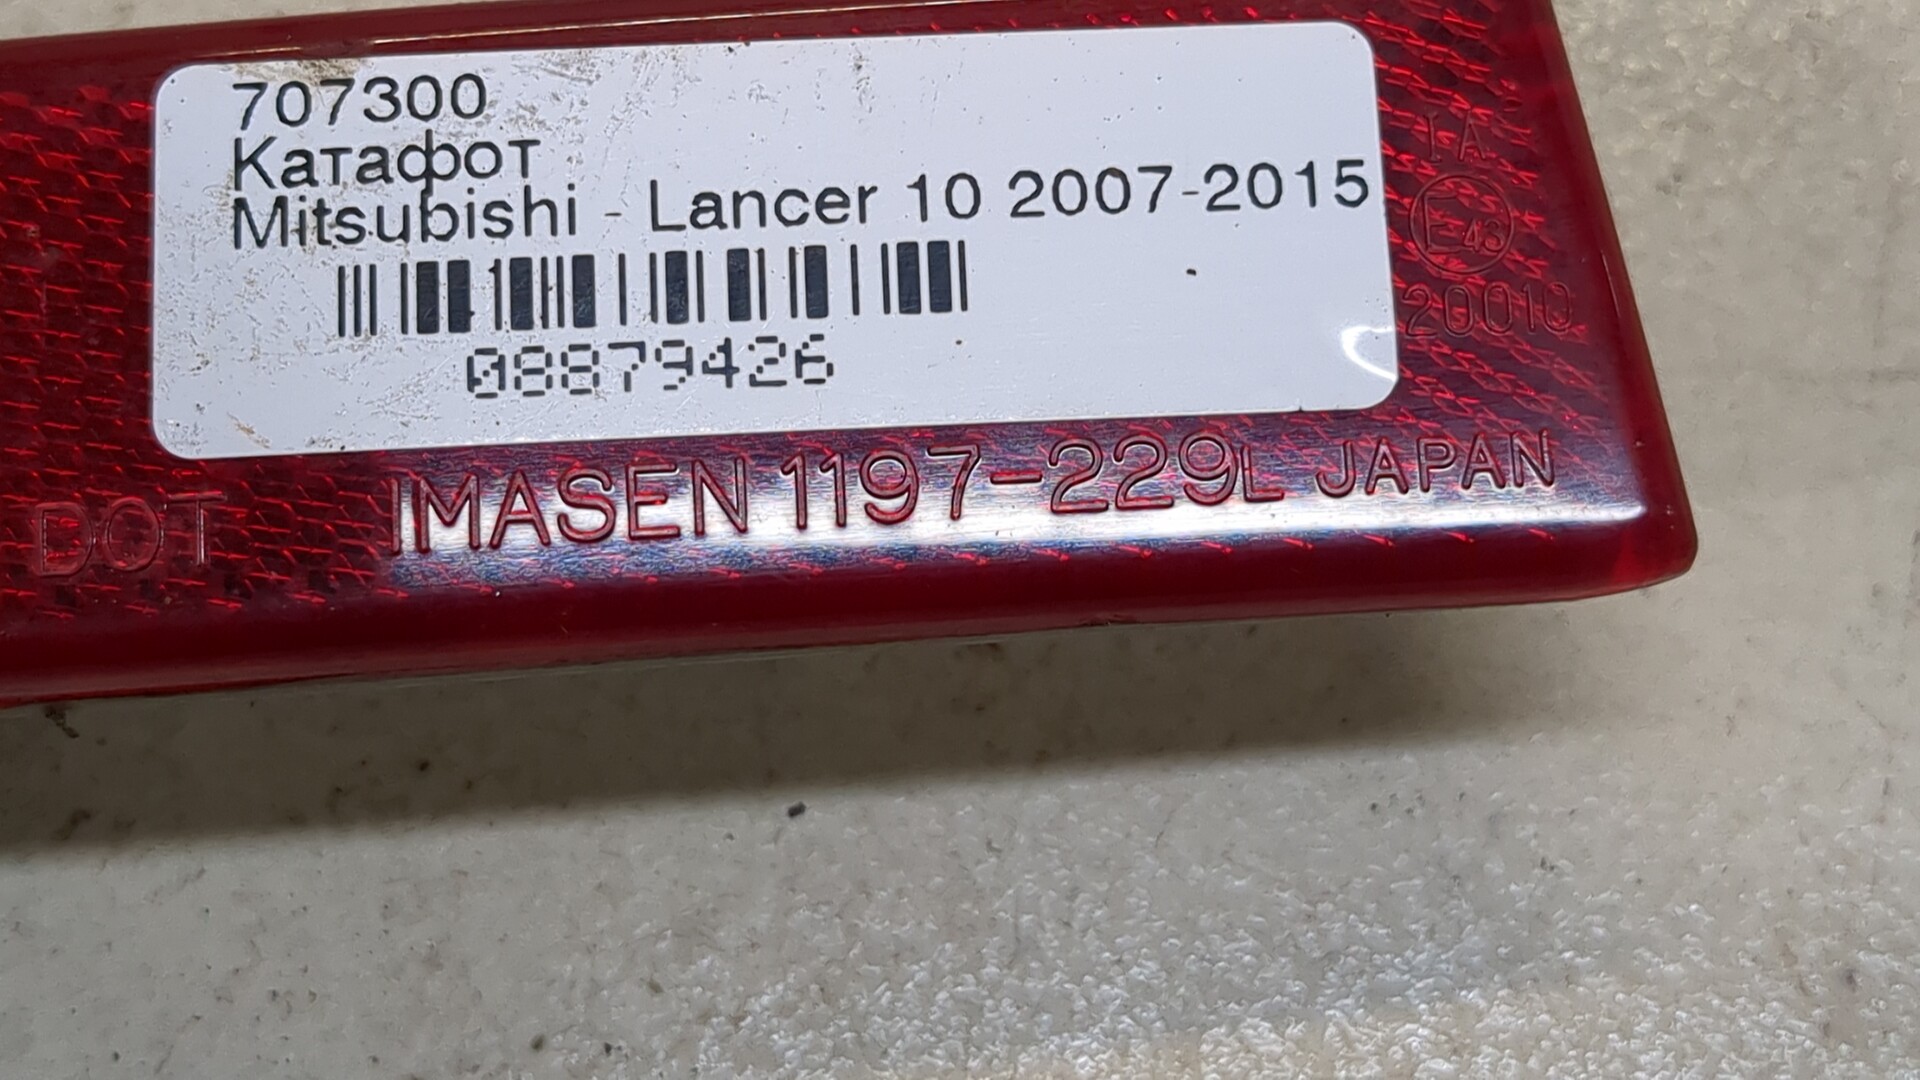 707300
Катафот
Mitsubishi - Lancer 10 2007-2015
08879426
IA
E43
20010
DOT IMASEN 1197-229L JAPAN